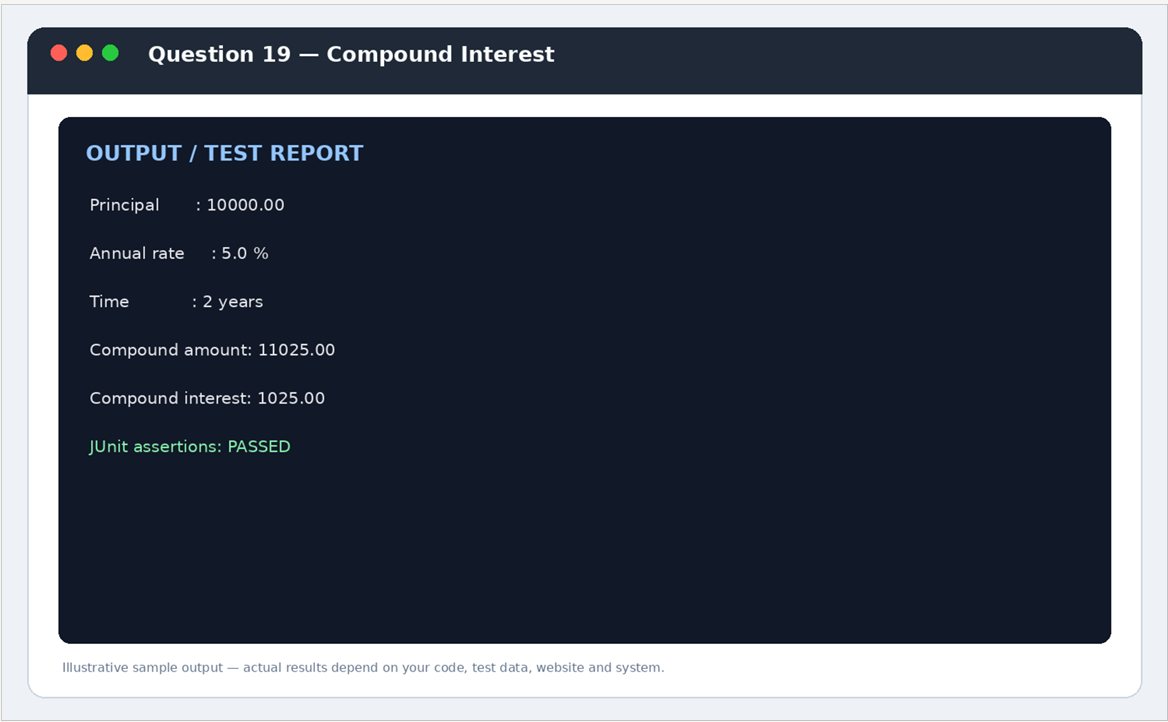 Question 19 — Compound Interest
OUTPUT / TEST REPORT
Principal       : 10000.00
Annual rate     : 5.0 %
Time            : 2 years
Compound amount: 11025.00
Compound interest: 1025.00
JUnit assertions: PASSED
Illustrative sample output — actual results depend on your code, test data, website and system.